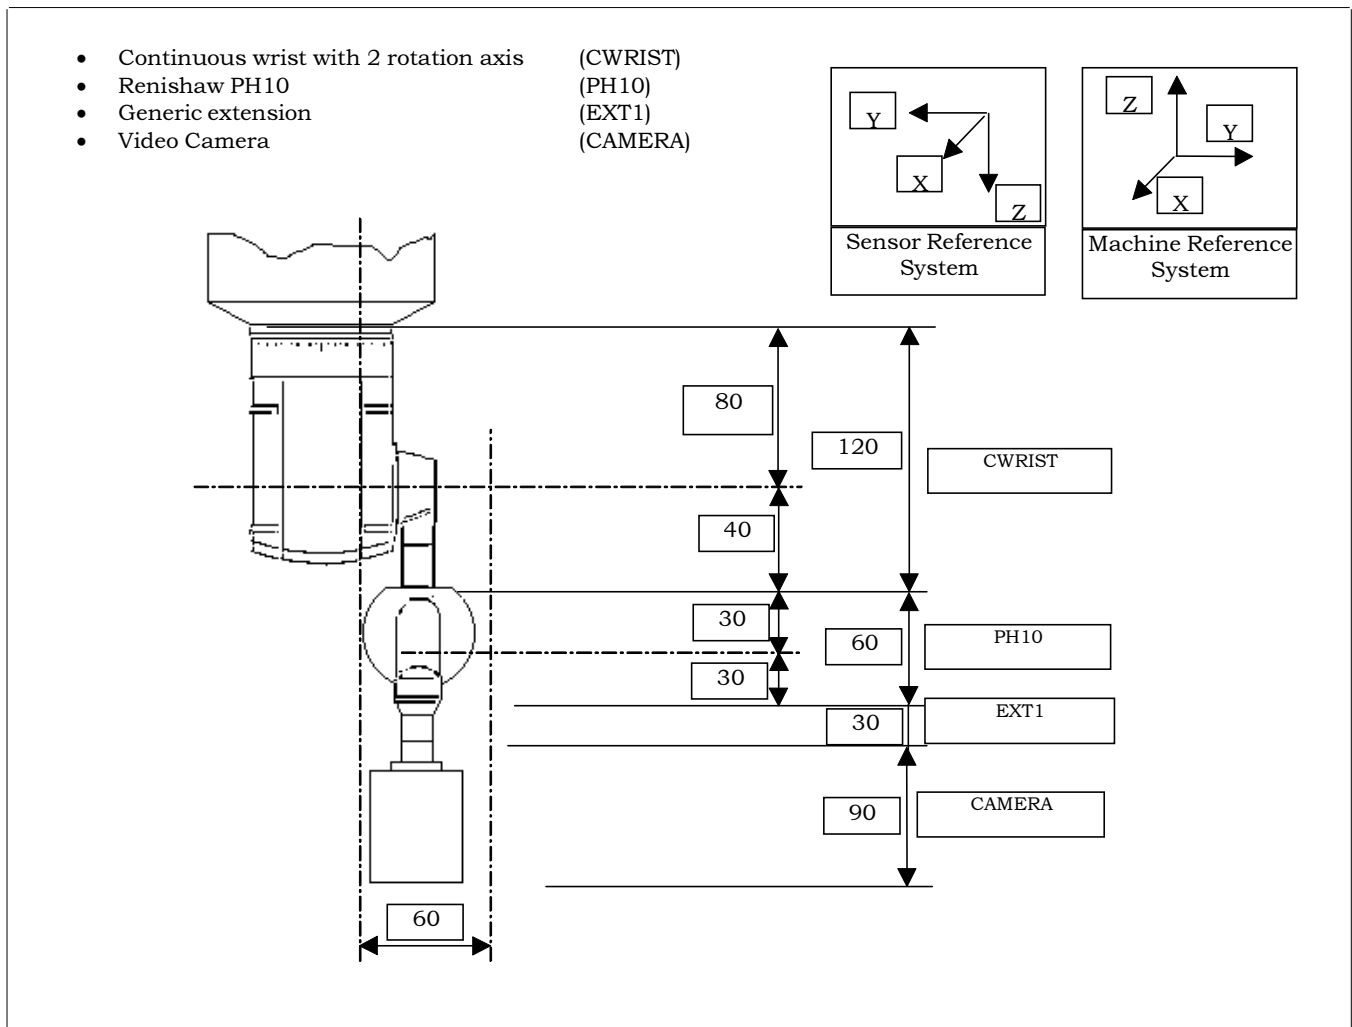 • Continuous wrist with 2 rotation axis (CWRIST)
• Renishaw PH10 (PH10)
• Generic extension (EXT1)
• Video Camera (CAMERA)
Y
X
Z
Sensor Reference
System
Z
Y
X
Machine Reference
System
80
120
CWRIST
40
30
60
PH10
30
EXT1
30
90
CAMERA
60